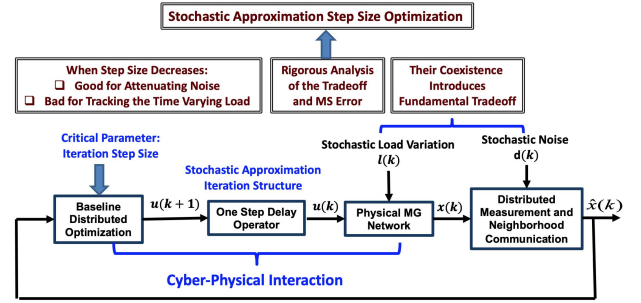 Stochastic Approximation Step Size Optimization
When Step Size Decreases:
❑ Good for Attenuating Noise
❑ Bad for Tracking the Time Varying Load
Rigorous Analysis
of the Tradeoff
and MS Error
Their Coexistence
Introduces
Fundamental Tradeoff
Critical Parameter:
Iteration Step Size
Stochastic Approximation
Iteration Structure
Stochastic Load Variation
l(k)
Stochastic Noise
d(k)
Baseline
Distributed
Optimization
u(k+1)
One Step Delay
Operator
u(k)
Physical MG
Network
x(k)
Distributed
Measurement and
Neighborhood
Communication
x̂(k)
Cyber-Physical Interaction